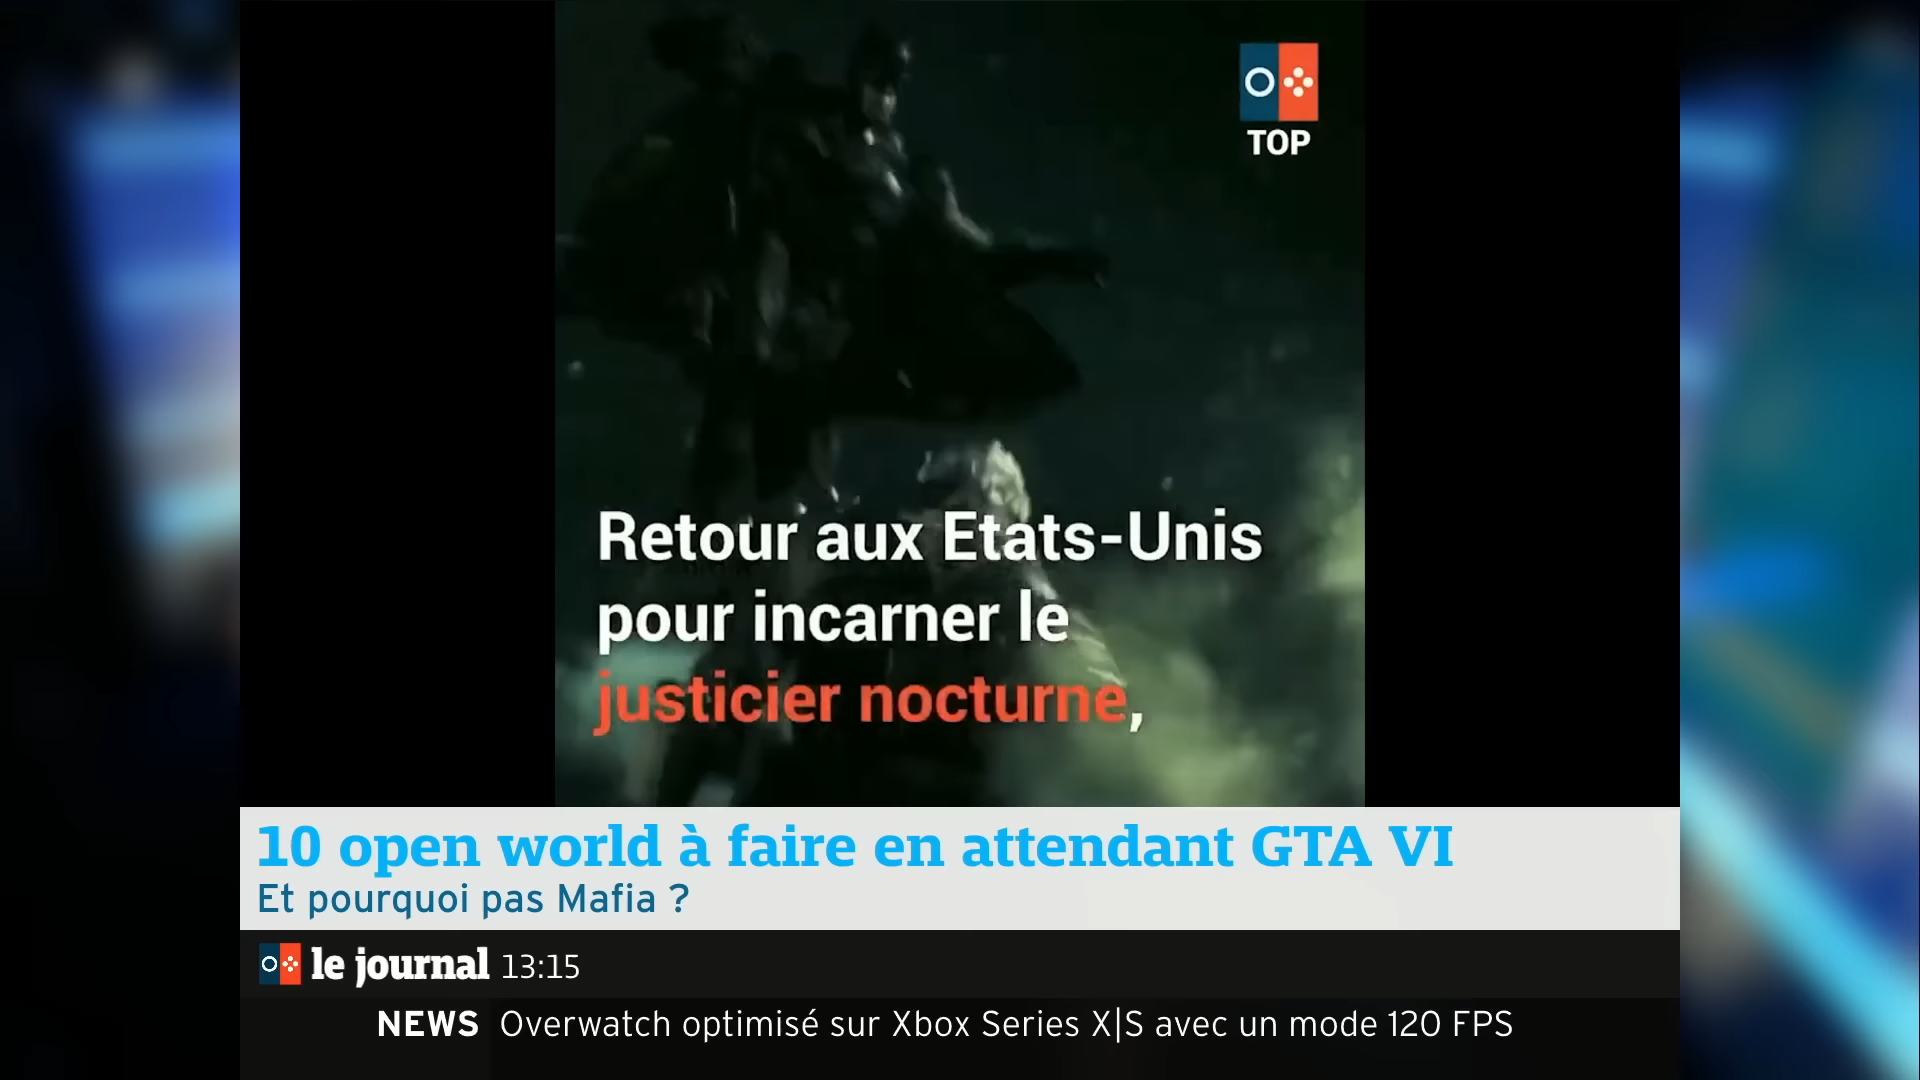 TOP
Retour aux Etats-Unis
pour incarner le
justicier nocturne,
10 open world à faire en attendant GTA VI
Et pourquoi pas Mafia ?
le journal 13:15
NEWS Overwatch optimisé sur Xbox Series X|S avec un mode 120 FPS